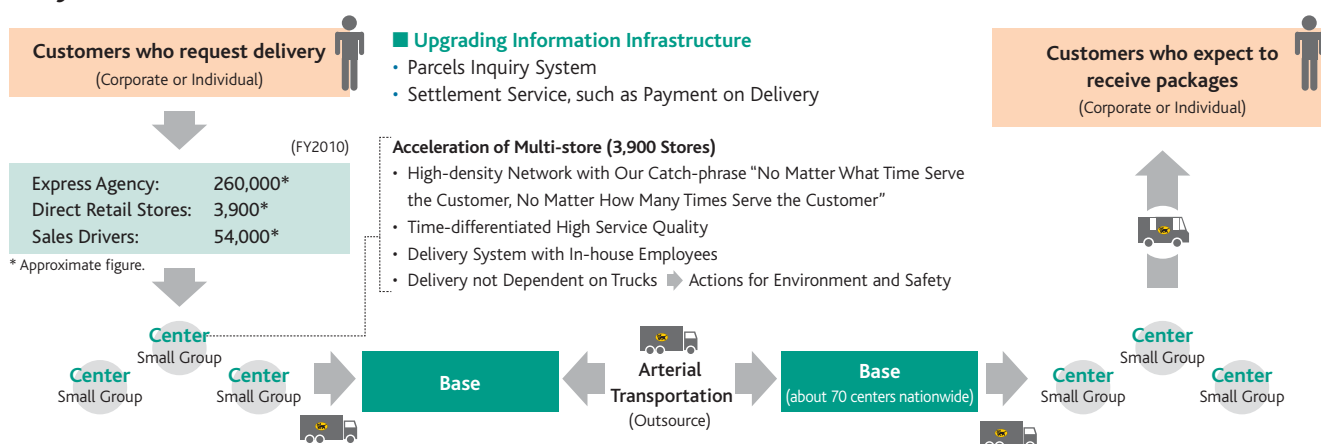 Customers who request delivery
(Corporate or Individual)
■ Upgrading Information Infrastructure
• Parcels Inquiry System
• Settlement Service, such as Payment on Delivery
Customers who expect to
receive packages
(Corporate or Individual)
(FY2010)
Express Agency: 260,000*
Direct Retail Stores: 3,900*
Sales Drivers: 54,000*
* Approximate figure.
Acceleration of Multi-store (3,900 Stores)
• High-density Network with Our Catch-phrase “No Matter What Time Serve
the Customer, No Matter How Many Times Serve the Customer”
• Time-differentiated High Service Quality
• Delivery System with In-house Employees
• Delivery not Dependent on Trucks Actions for Environment and Safety
Center
Small Group
Center
Small Group
Center
Small Group
Base
Arterial
Transportation
(Outsource)
Base
(about 70 centers nationwide)
Center
Small Group
Center
Small Group
Center
Small Group